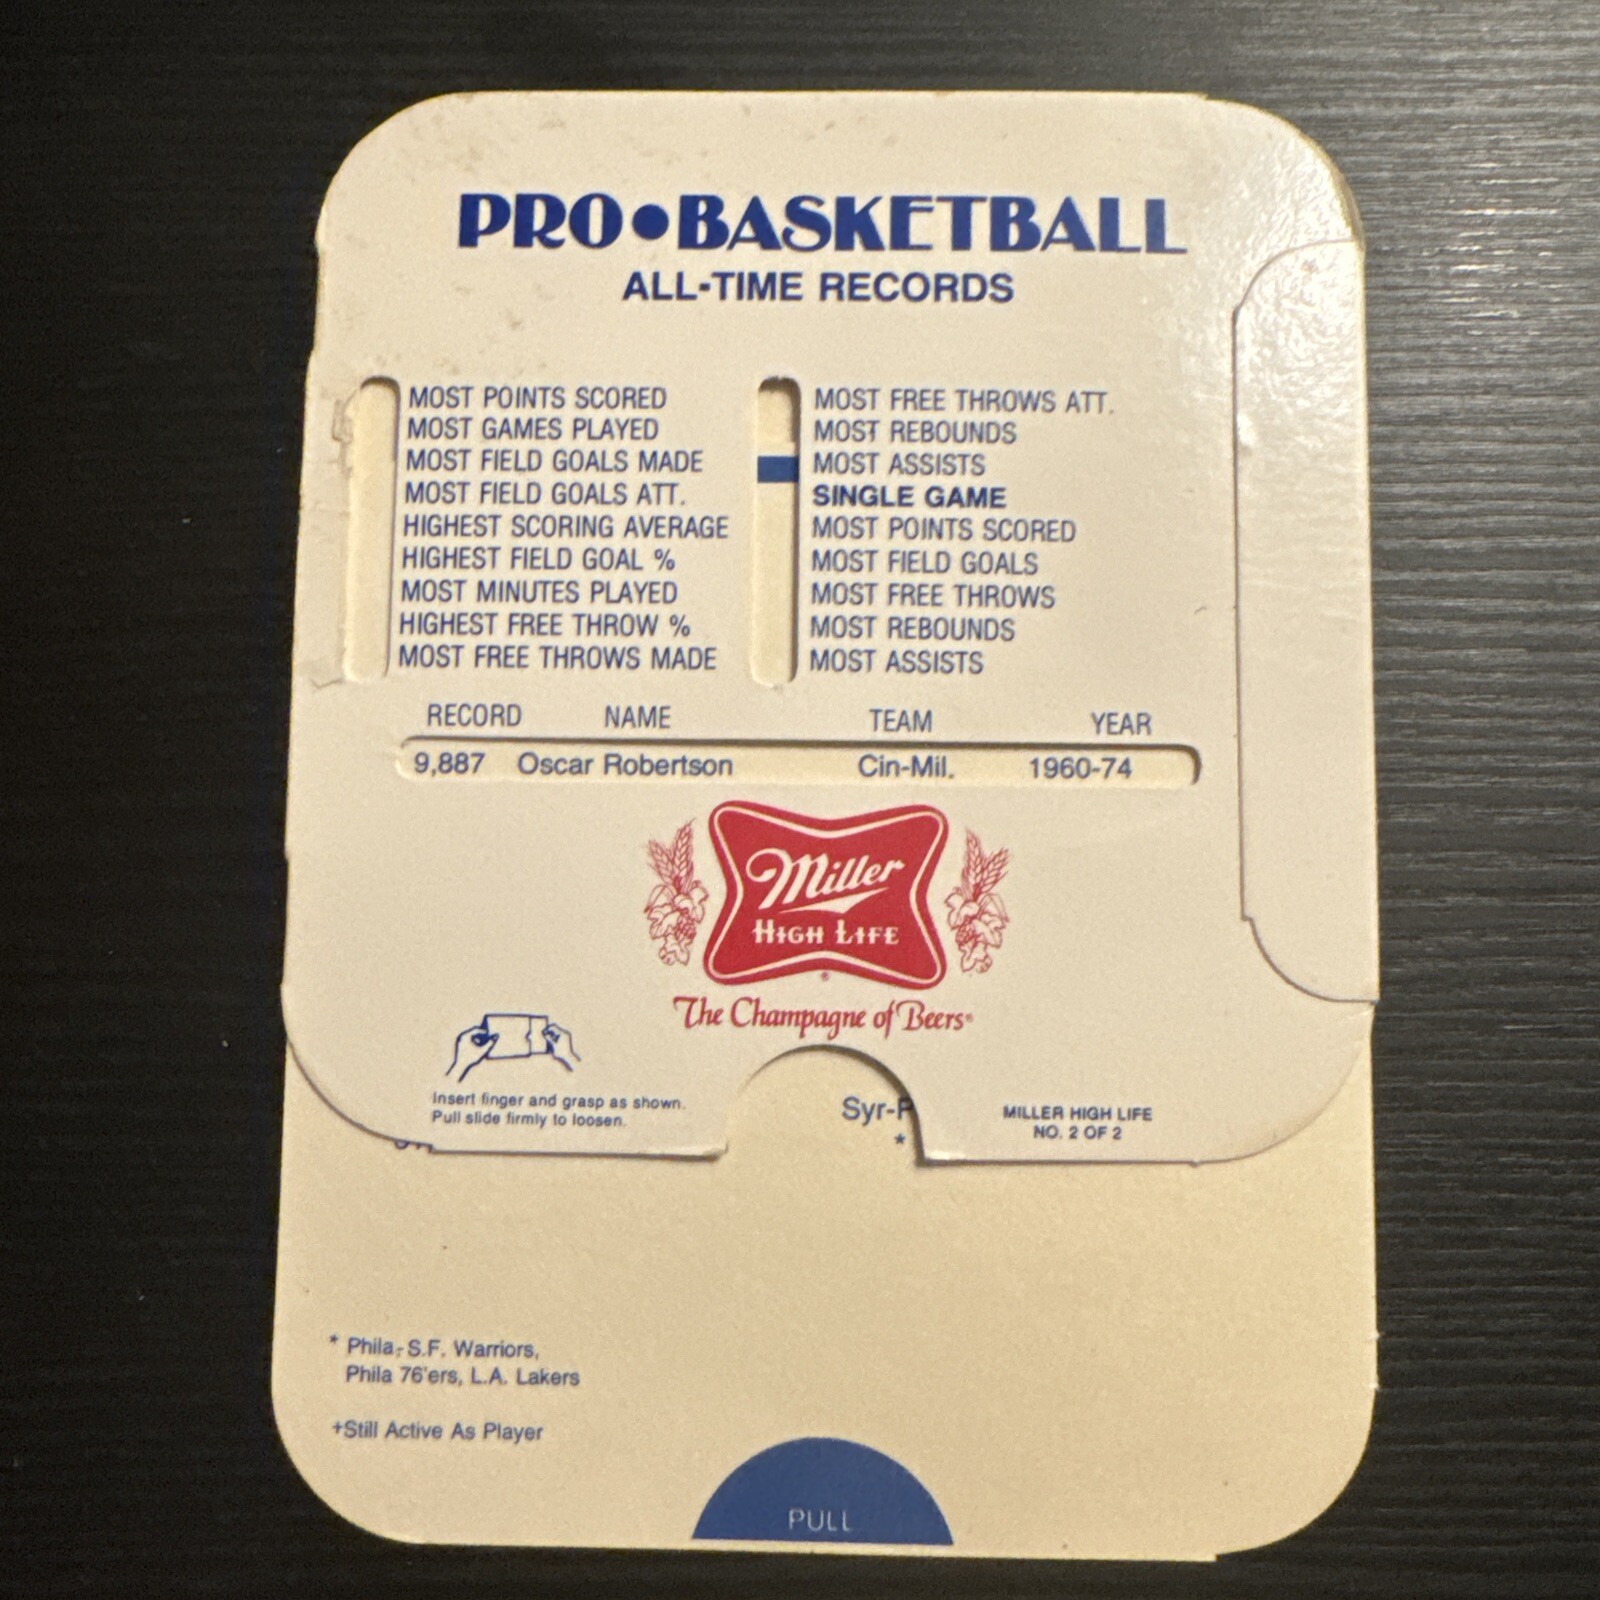 PRO•BASKETBALL
ALL-TIME RECORDS
MOST POINTS SCORED
MOST GAMES PLAYED
MOST FIELD GOALS MADE
MOST FIELD GOALS ATT.
HIGHEST SCORING AVERAGE
HIGHEST FIELD GOAL %
MOST MINUTES PLAYED
HIGHEST FREE THROW %
MOST FREE THROWS MADE
MOST FREE THROWS ATT.
MOST REBOUNDS
MOST ASSISTS
SINGLE GAME
MOST POINTS SCORED
MOST FIELD GOALS
MOST FREE THROWS
MOST REBOUNDS
MOST ASSISTS
RECORD NAME TEAM YEAR
9,887 Oscar Robertson Cin-Mil. 1960-74
Miller
HIGH LIFE
®
The Champagne of Beers®
Insert finger and grasp as shown.
Pull slide firmly to loosen.
Syr-P
*
MILLER HIGH LIFE
NO. 2 OF 2
* Phila.-S.F. Warriors,
Phila 76'ers, L.A. Lakers
+Still Active As Player
PULL